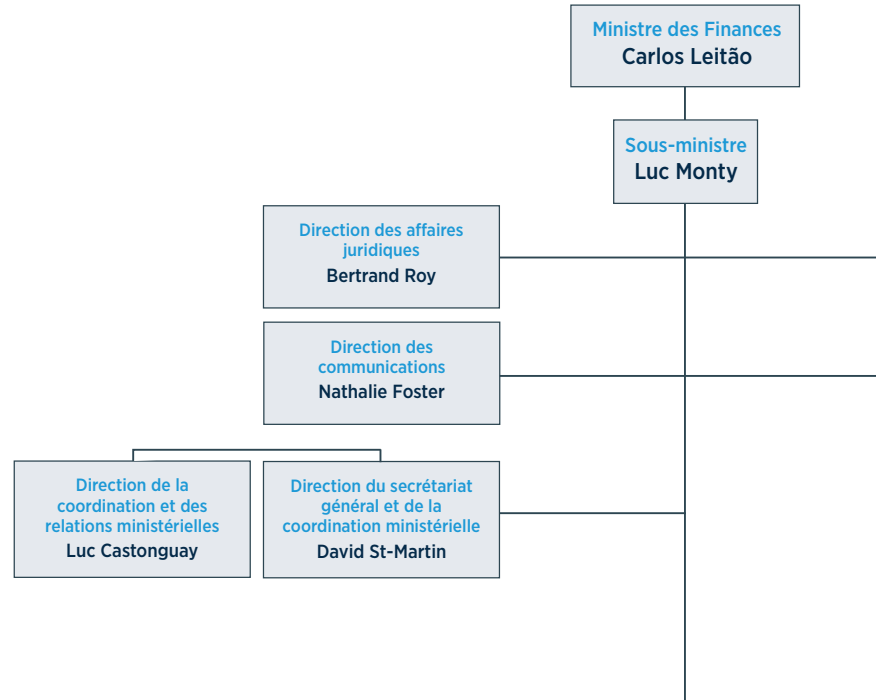 Ministre des Finances
Carlos Leitão
Sous-ministre
Luc Monty
Direction des affaires
juridiques
Bertrand Roy
Direction des
communications
Nathalie Foster
Direction de la
coordination et des
relations ministérielles
Luc Castonguay
Direction du secrétariat
général et de la
coordination ministérielle
David St-Martin